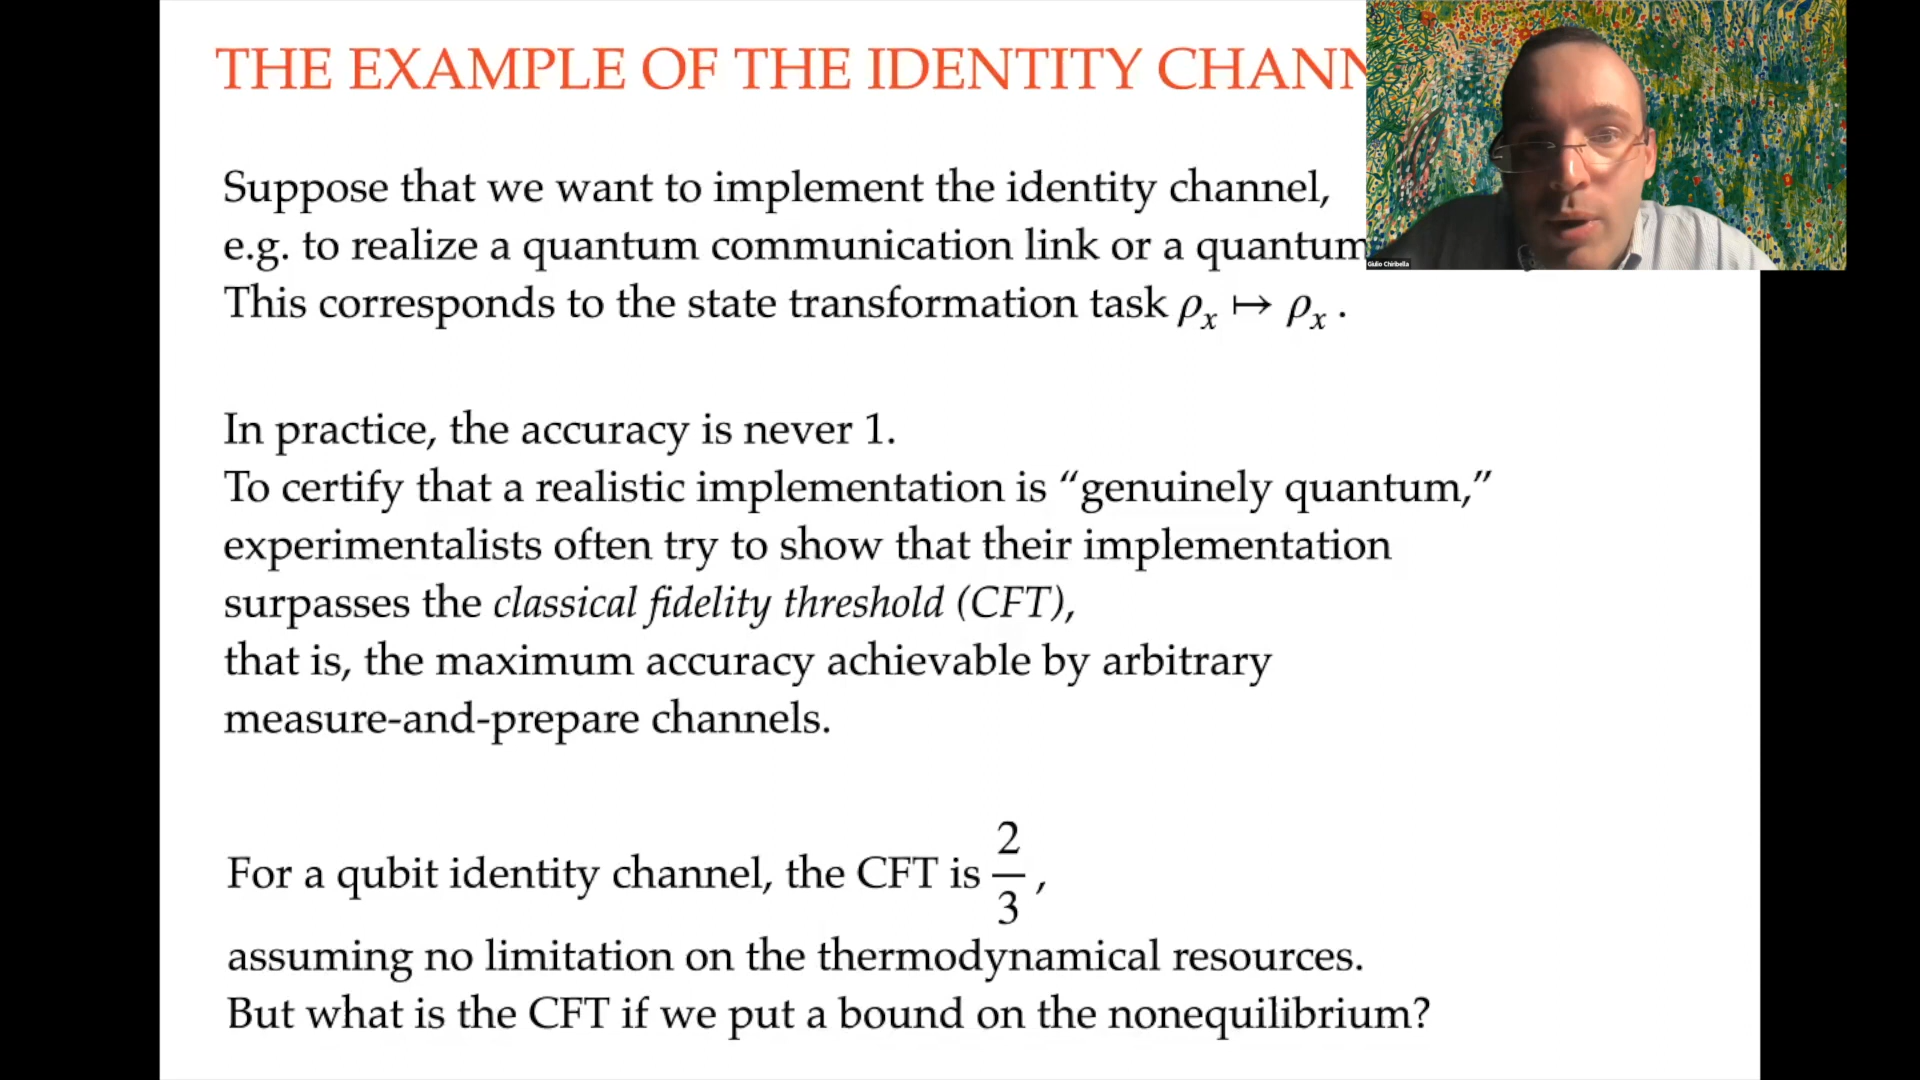 THE EXAMPLE OF THE IDENTITY CHANN
Suppose that we want to implement the identity channel,
e.g. to realize a quantum communication link or a quantum
This corresponds to the state transformation task ρₓ ↦ ρₓ .
In practice, the accuracy is never 1.
To certify that a realistic implementation is “genuinely quantum,”
experimentalists often try to show that their implementation
surpasses the classical fidelity threshold (CFT),
that is, the maximum accuracy achievable by arbitrary
measure-and-prepare channels.
For a qubit identity channel, the CFT is 2/3 ,
assuming no limitation on the thermodynamical resources.
But what is the CFT if we put a bound on the nonequilibrium?
Giulio Chiribella